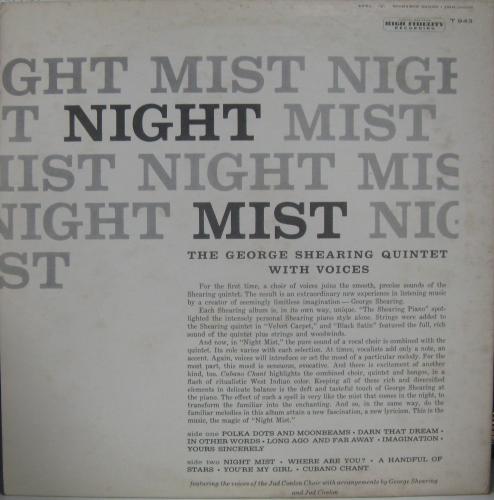 HIGH FIDELITY
RECORDING
T 943
GHT MIST NIGH
T NIGHT MIST
IST NIGHT MIS
NIGHT MIST NIG
ST
THE GEORGE SHEARING QUINTET
WITH VOICES
For the first time, a choir of voices joins the smooth, precise sounds of the
Shearing quintet. The result is an extraordinary new experience in listening music
by a creator of seemingly limitless imagination — George Shearing.
Each Shearing album is, in its own way, unique. "The Shearing Piano" spot-
lighted the intensely personal Shearing piano style alone. Strings were added to
the Shearing quintet in "Velvet Carpet," and "Black Satin" featured the full, rich
sound of the quintet plus strings and woodwinds.
And now, in "Night Mist," the pure sound of a vocal choir is combined with the
quintet. Its role varies with each selection. At times, vocalists add only a note, an
accent. Again, voices will introduce or set the mood of a particular melody. For the
most part, this mood is sensuous, evocative. And there is excitement of another
kind, too. Cubano Chant highlights the combined choir, quintet and bongos, in a
flash of ritualistic West Indian color. Keeping all of these rich and diversified
elements in delicate balance is the deft and tasteful touch of George Shearing at
the piano. The effect of such a spell is very like the mist that comes in the night, to
transform the familiar into the enchanting. And so, in the same way, do the
familiar melodies in this album attain a new fascination, a new lyricism. This is the
music, the magic of "Night Mist."
side one POLKA DOTS AND MOONBEAMS • DARN THAT DREAM •
IN OTHER WORDS • LONG AGO AND FAR AWAY • IMAGINATION •
YOURS SINCERELY
side two NIGHT MIST • WHERE ARE YOU? • A HANDFUL OF
STARS • YOU'RE MY GIRL • CUBANO CHANT
featuring the voices of the Jud Conlon Choir with arrangements by George Shearing
and Jud Conlon